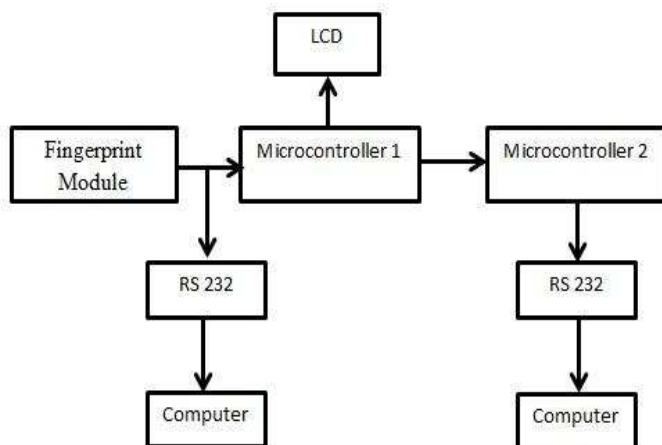 LCD
Fingerprint
Module
Microcontroller 1
Microcontroller 2
RS 232
RS 232
Computer
Computer